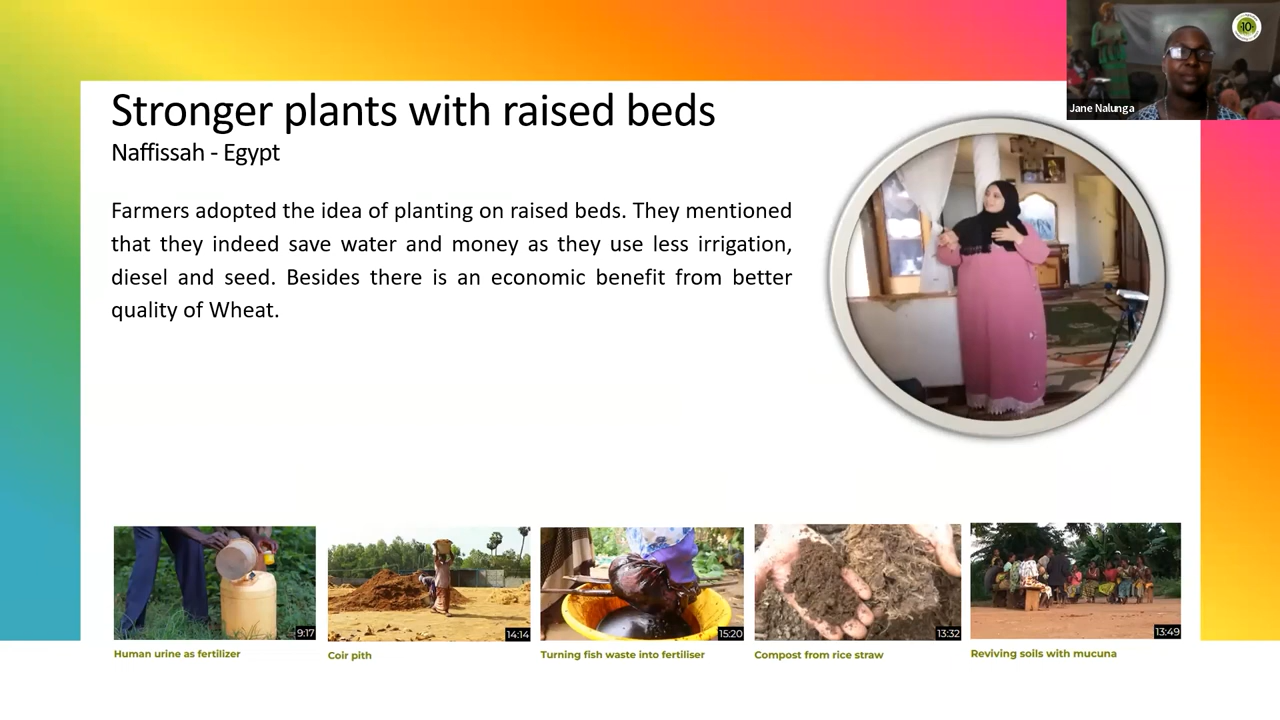 Stronger plants with raised beds
Naffissah - Egypt
Farmers adopted the idea of planting on raised beds. They mentioned
that they indeed save water and money as they use less irrigation,
diesel and seed. Besides there is an economic benefit from better
quality of Wheat.
Jane Nalunga
10
9:17
14:14
15:20
13:32
13:49
Human urine as fertilizer
Coir pith
Turning fish waste into fertiliser
Compost from rice straw
Reviving soils with mucuna